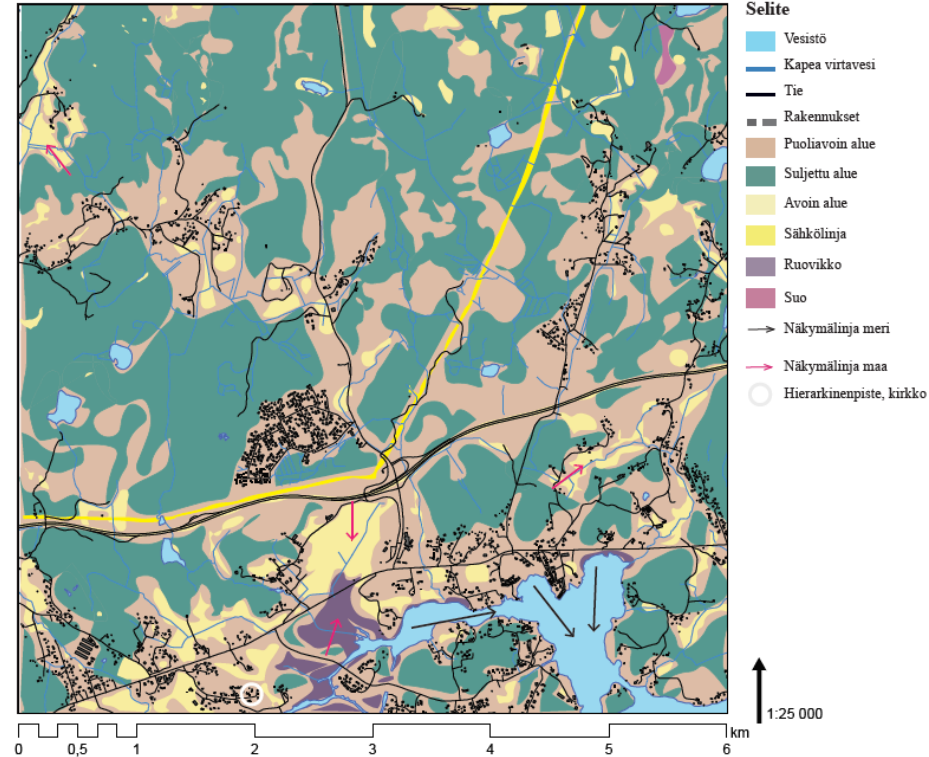 Selite
Vesistö
Kapea virtavesi
Tie
Rakennukset
Puoliavoin alue
Suljettu alue
Avoin alue
Sähkölinja
Ruovikko
Suo
Näkymälinja meri
Näkymälinja maa
Hierarkinenpiste, kirkko
1:25 000
km
0 0,5 1 2 3 4 5 6